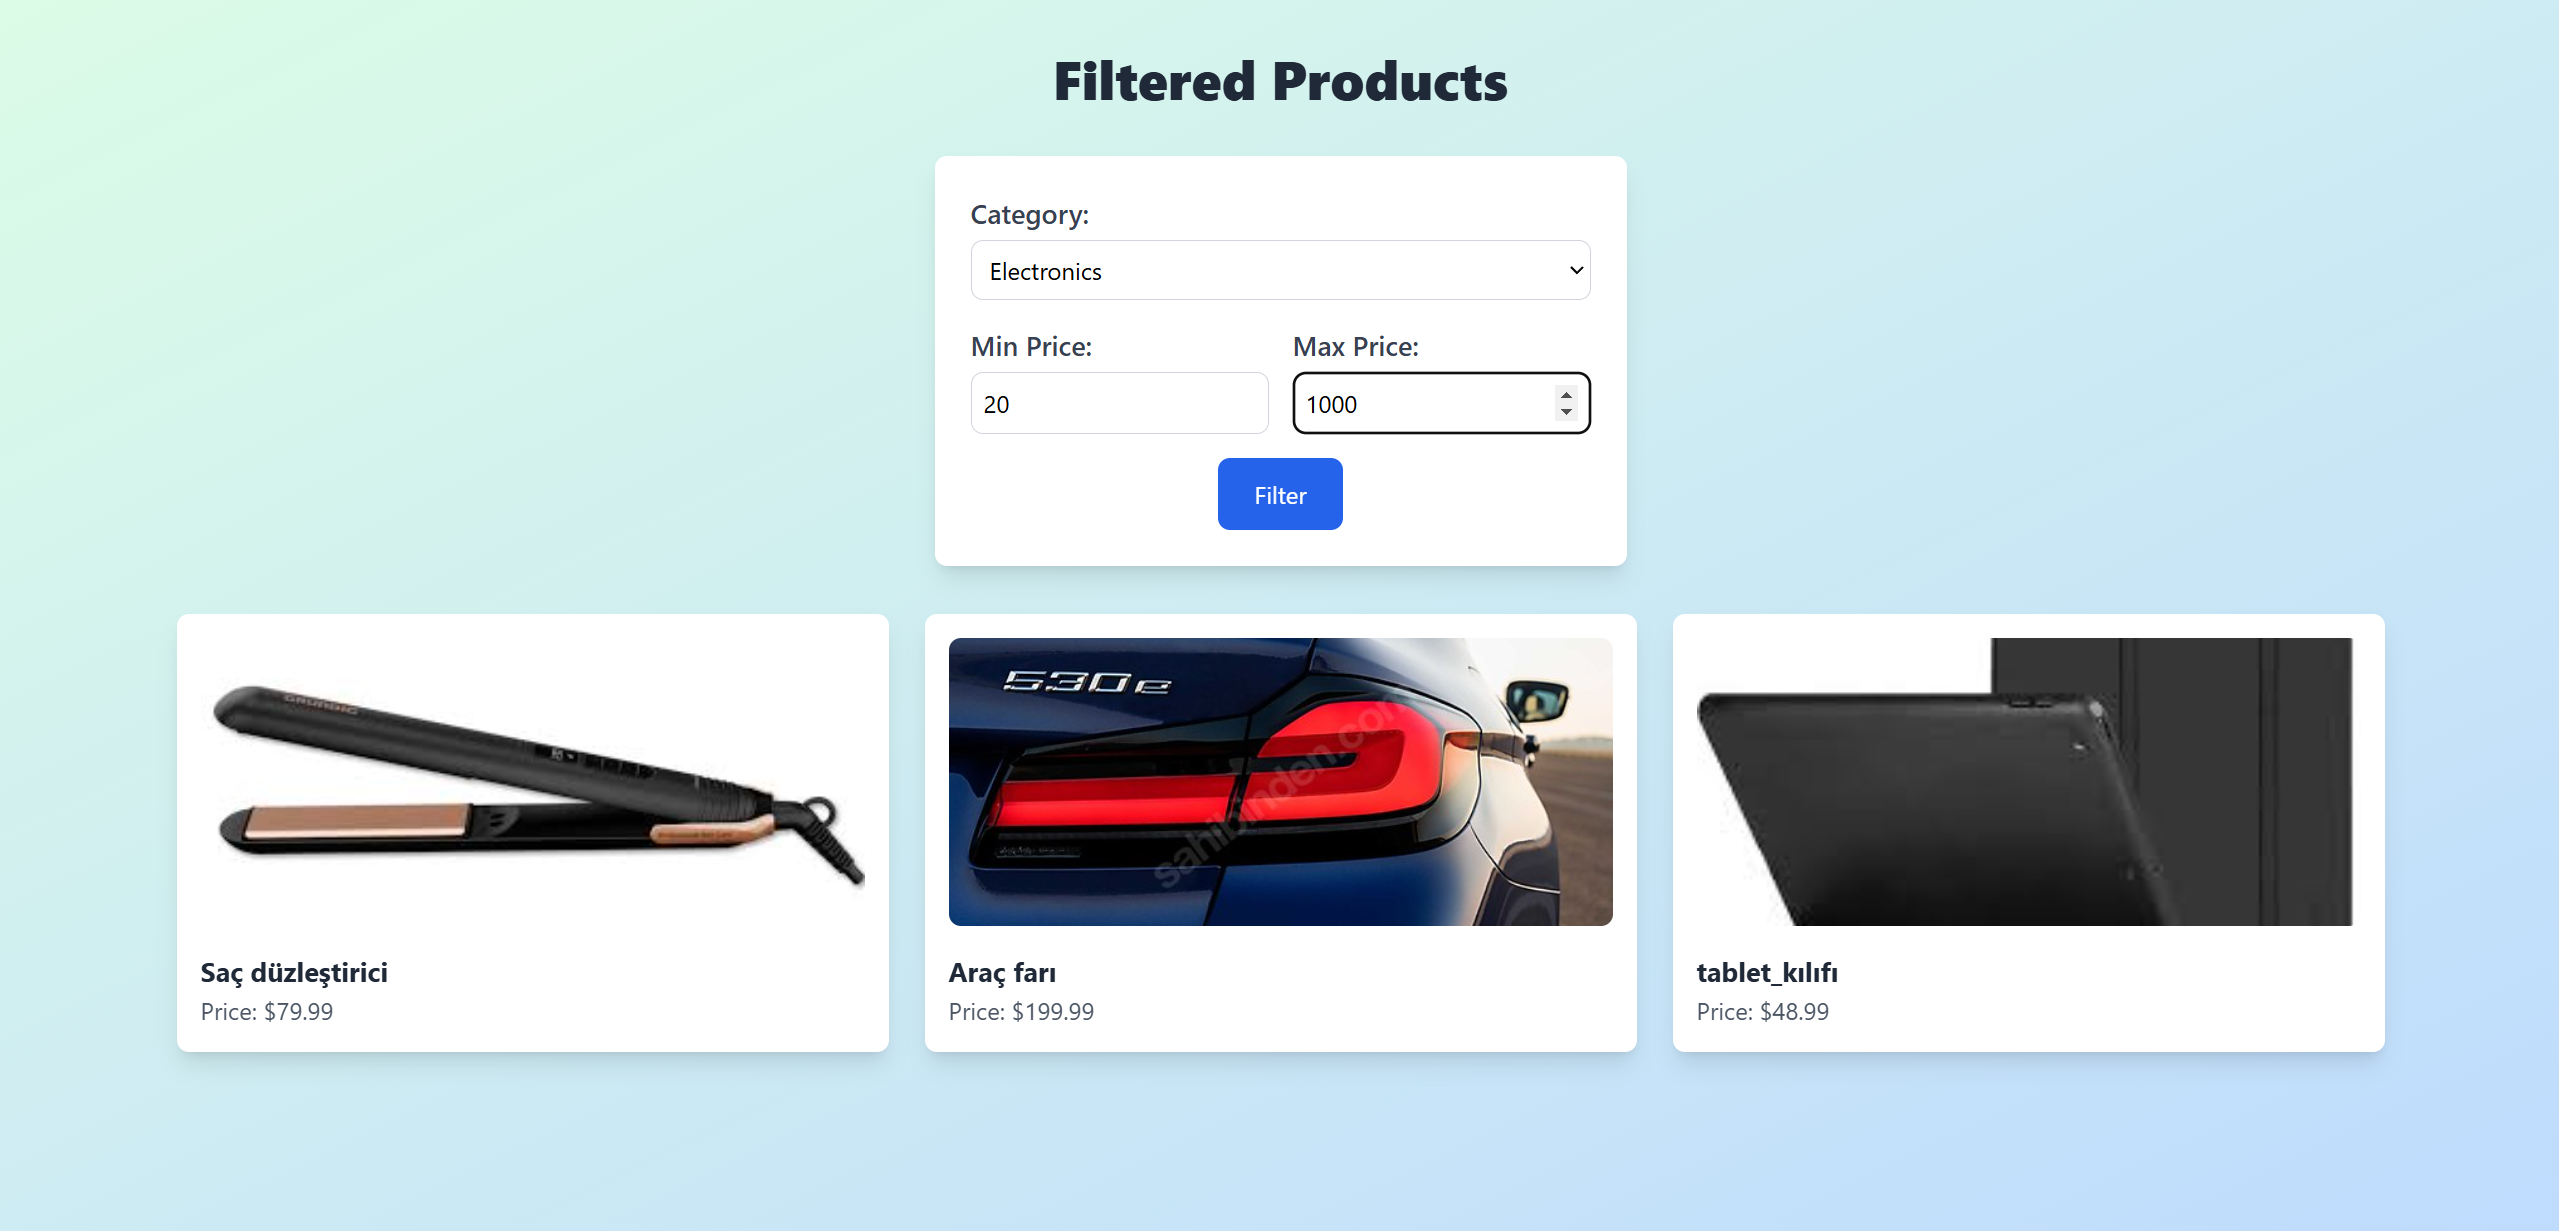 Filtered Products
Category:
Electronics
Min Price:
Max Price:
20
1000
Filter
GRUNDIG
530e
sahibinden.com
Saç düzleştirici
Price: $79.99
Araç farı
Price: $199.99
tablet_kılıfı
Price: $48.99